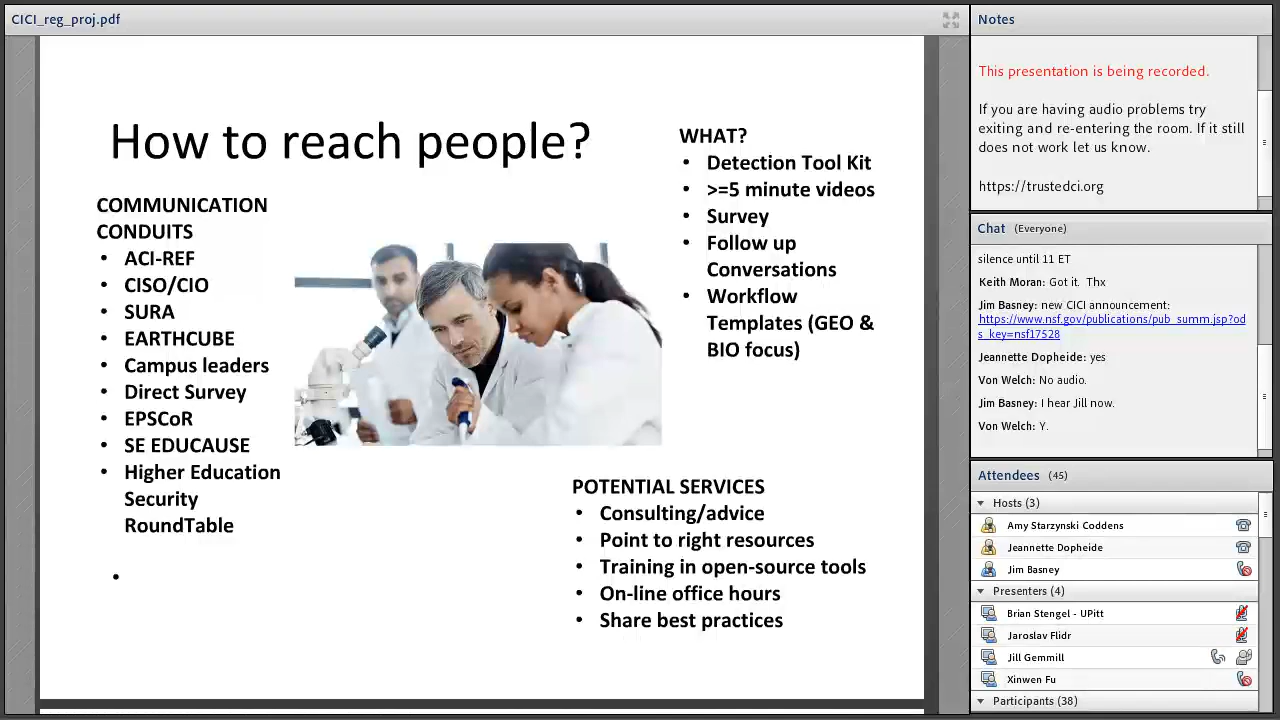 CICI_reg_proj.pdf
How to reach people?
COMMUNICATION
CONDUITS
• ACI-REF
• CISO/CIO
• SURA
• EARTHCUBE
• Campus leaders
• Direct Survey
• EPSCoR
• SE EDUCAUSE
• Higher Education
Security
RoundTable
•
WHAT?
• Detection Tool Kit
• >=5 minute videos
• Survey
• Follow up
Conversations
• Workflow
Templates (GEO &
BIO focus)
POTENTIAL SERVICES
• Consulting/advice
• Point to right resources
• Training in open-source tools
• On-line office hours
• Share best practices
Notes
This presentation is being recorded.
If you are having audio problems try
exiting and re-entering the room. If it still
does not work let us know.
https://trustedci.org
Chat (Everyone)
silence until 11 ET
Keith Moran: Got it. Thx
Jim Basney: new CICI announcement:
https://www.nsf.gov/publications/pub_summ.jsp?od
s_key=nsf17528
Jeannette Dopheide: yes
Von Welch: No audio.
Jim Basney: I hear Jill now.
Von Welch: Y.
Attendees (45)
Hosts (3)
Amy Starzynski Coddens
Jeannette Dopheide
Jim Basney
Presenters (4)
Brian Stengel - UPitt
Jaroslav Flidr
Jill Gemmill
Xinwen Fu
Participants (38)